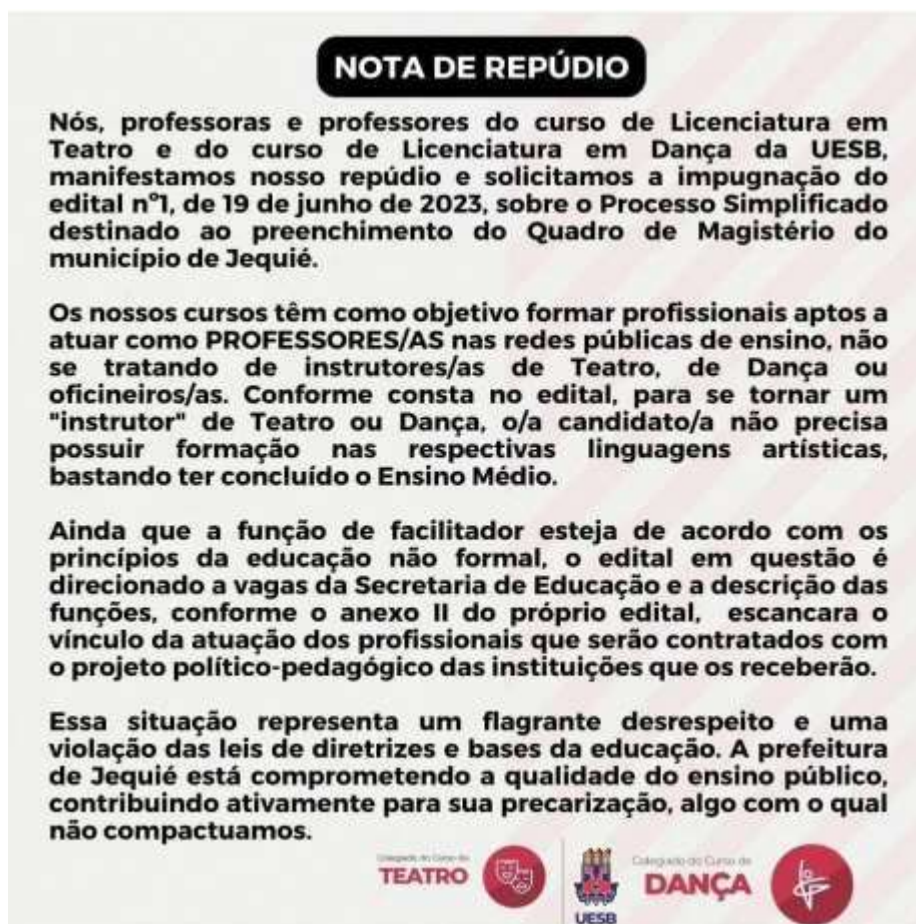 NOTA DE REPÚDIO
Nós, professoras e professores do curso de Licenciatura em
Teatro e do curso de Licenciatura em Dança da UESB,
manifestamos nosso repúdio e solicitamos a impugnação do
edital nº1, de 19 de junho de 2023, sobre o Processo Simplificado
destinado ao preenchimento do Quadro de Magistério do
município de Jequié.
Os nossos cursos têm como objetivo formar profissionais aptos a
atuar como PROFESSORES/AS nas redes públicas de ensino, não
se tratando de instrutores/as de Teatro, de Dança ou
oficineiros/as. Conforme consta no edital, para se tornar um
"instrutor" de Teatro ou Dança, o/a candidato/a não precisa
possuir formação nas respectivas linguagens artísticas,
bastando ter concluído o Ensino Médio.
Ainda que a função de facilitador esteja de acordo com os
princípios da educação não formal, o edital em questão é
direcionado a vagas da Secretaria de Educação e a descrição das
funções, conforme o anexo II do próprio edital, escancara o
vínculo da atuação dos profissionais que serão contratados com
o projeto político-pedagógico das instituições que os receberão.
Essa situação representa um flagrante desrespeito e uma
violação das leis de diretrizes e bases da educação. A prefeitura
de Jequié está comprometendo a qualidade do ensino público,
contribuindo ativamente para sua precarização, algo com o qual
não compactuamos.
Colegiado do Curso de
TEATRO
UESB
Colegiado do Curso de
DANÇA